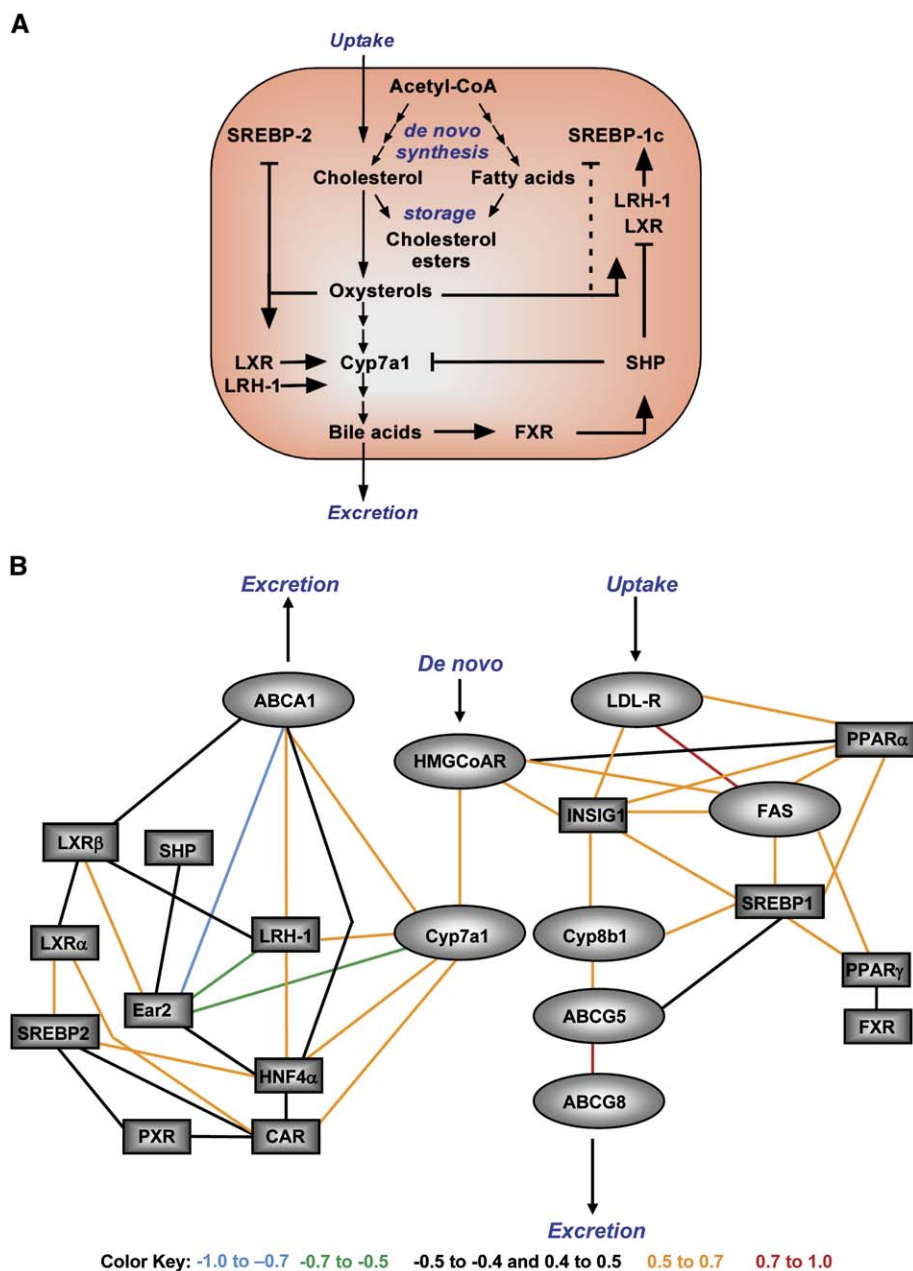 A
Uptake
Acetyl-CoA
SREBP-2
de novo
synthesis
SREBP-1c
Cholesterol
Fatty acids
LRH-1
LXR
storage
Cholesterol
esters
Oxysterols
LXR
Cyp7a1
SHP
LRH-1
Bile acids
FXR
Excretion
B
Excretion
Uptake
De novo
ABCA1
LDL-R
PPARα
HMGCoAR
INSIG1
FAS
LXRβ
SHP
SREBP1
LXRα
LRH-1
Cyp7a1
Cyp8b1
PPARγ
Ear2
ABCG5
SREBP2
FXR
HNF4α
ABCG8
PXR
CAR
Excretion
Color Key: -1.0 to –0.7 -0.7 to -0.5 -0.5 to -0.4 and 0.4 to 0.5 0.5 to 0.7 0.7 to 1.0